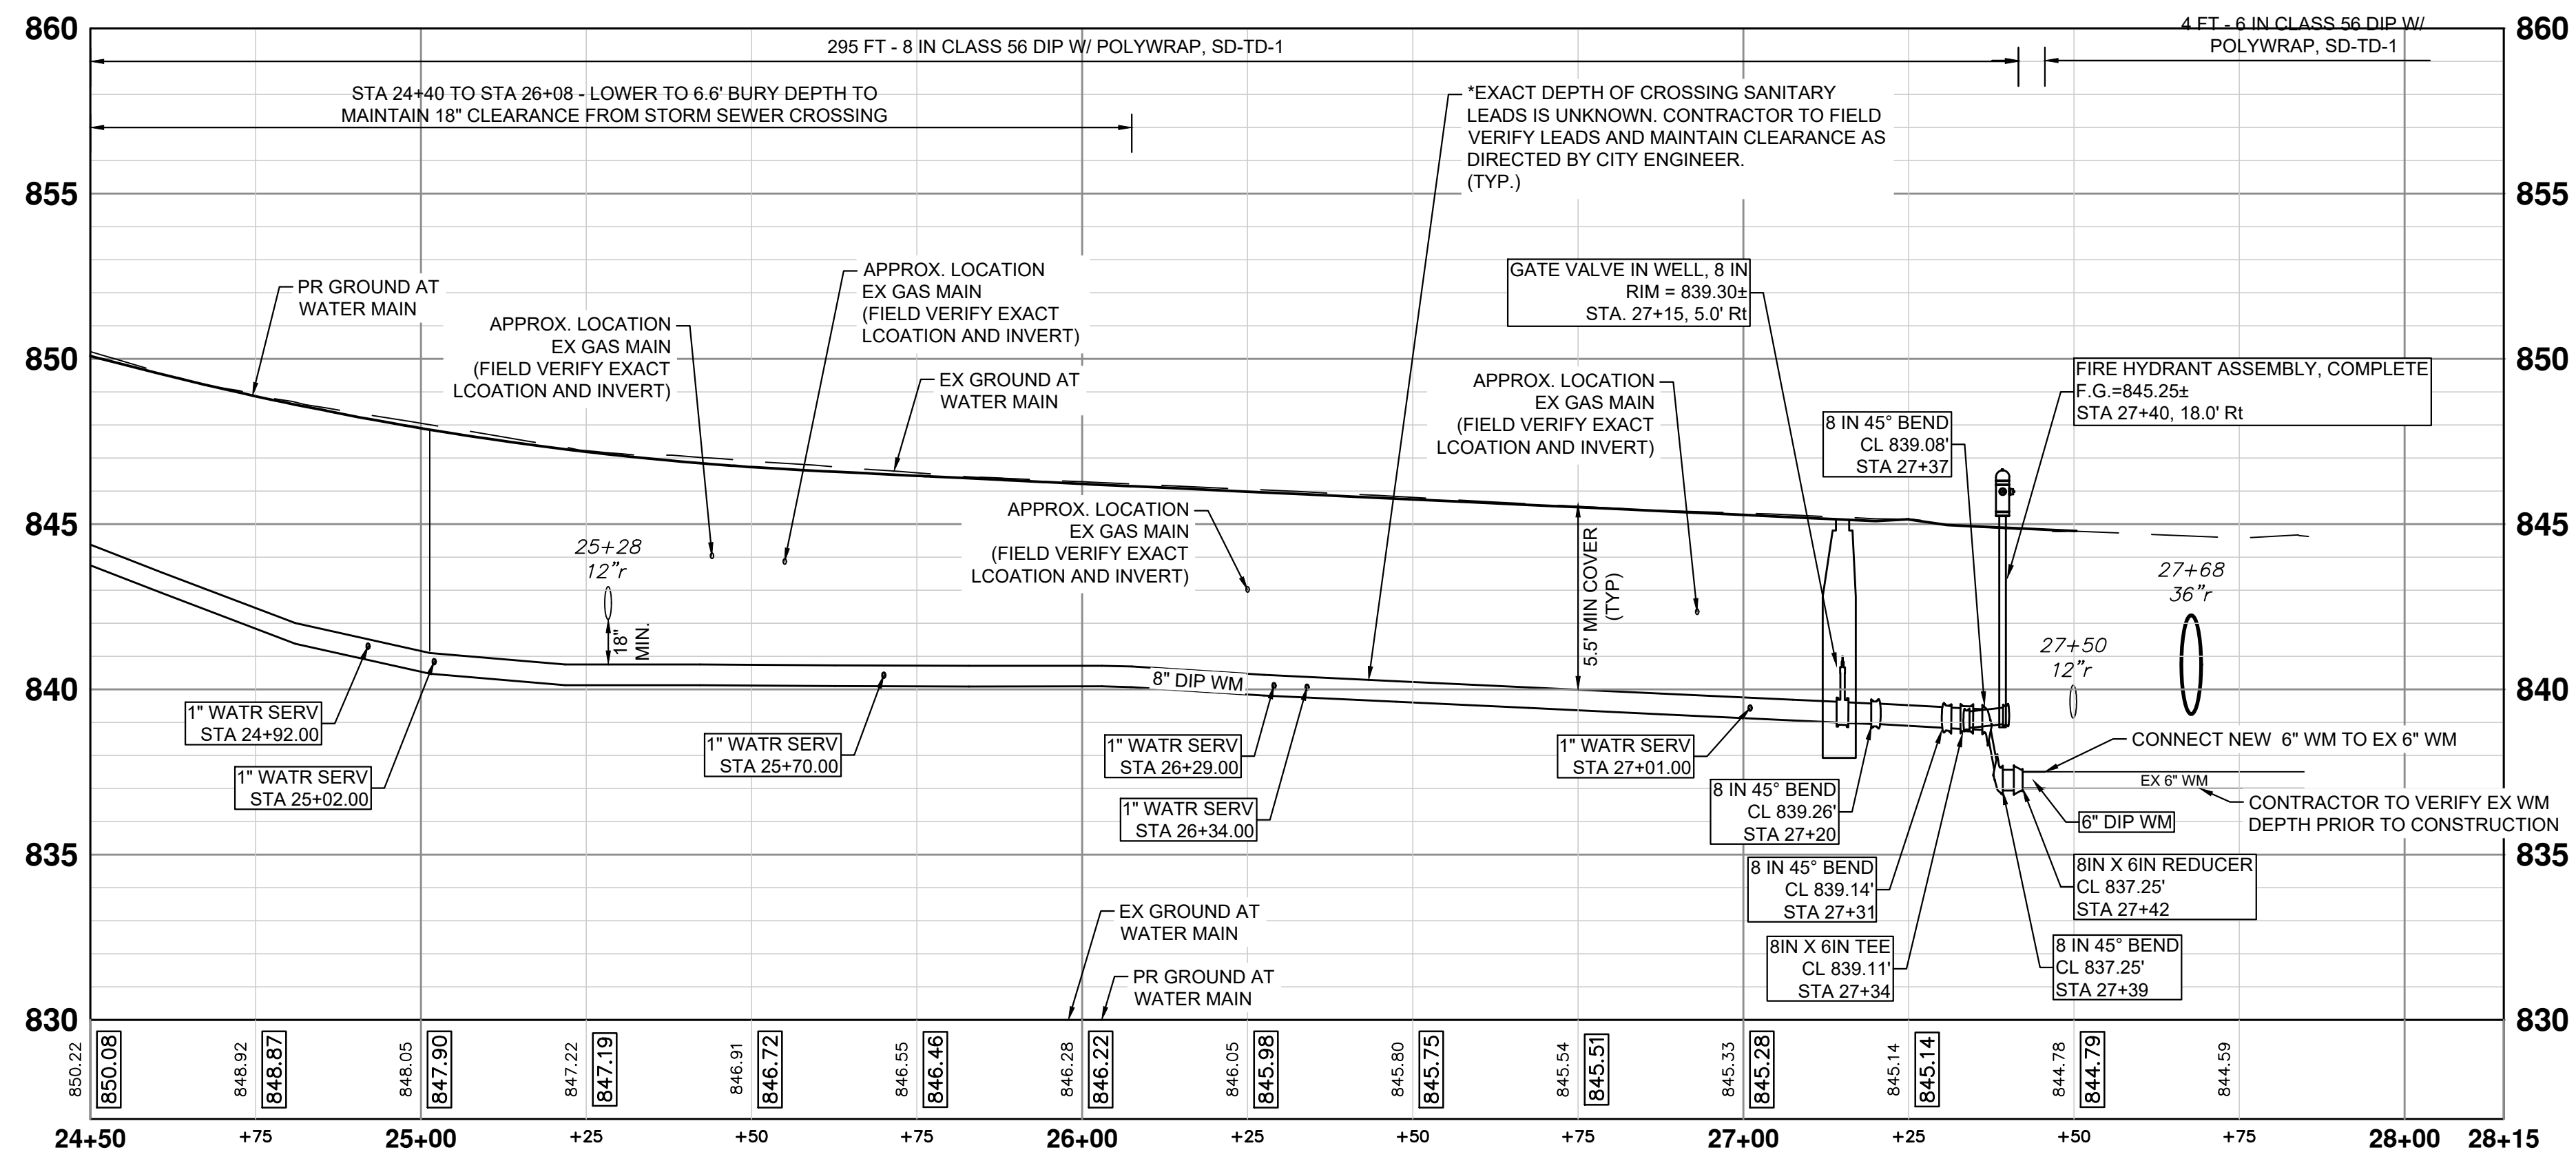 860
295 FT - 8 IN CLASS 56 DIP W/ POLYWRAP, SD-TD-1
4 FT - 6 IN CLASS 56 DIP W/
POLYWRAP, SD-TD-1
860
STA 24+40 TO STA 26+08 - LOWER TO 6.6' BURY DEPTH TO
MAINTAIN 18" CLEARANCE FROM STORM SEWER CROSSING
*EXACT DEPTH OF CROSSING SANITARY
LEADS IS UNKNOWN. CONTRACTOR TO FIELD
VERIFY LEADS AND MAINTAIN CLEARANCE AS
DIRECTED BY CITY ENGINEER.
(TYP.)
855
855
PR GROUND AT
WATER MAIN
APPROX. LOCATION
EX GAS MAIN
(FIELD VERIFY EXACT
LCOATION AND INVERT)
APPROX. LOCATION
EX GAS MAIN
(FIELD VERIFY EXACT
LCOATION AND INVERT)
EX GROUND AT
WATER MAIN
GATE VALVE IN WELL, 8 IN
RIM = 839.30±
STA. 27+15, 5.0' Rt
850
850
APPROX. LOCATION
EX GAS MAIN
(FIELD VERIFY EXACT
LCOATION AND INVERT)
8 IN 45° BEND
CL 839.08'
STA 27+37
FIRE HYDRANT ASSEMBLY, COMPLETE
F.G.=845.25±
STA 27+40, 18.0' Rt
845
845
APPROX. LOCATION
EX GAS MAIN
(FIELD VERIFY EXACT
LCOATION AND INVERT)
25+28
12"r
18"
MIN.
5.5' MIN COVER
(TYP)
27+68
36"r
27+50
12"r
840
840
8" DIP WM
1" WATR SERV
STA 24+92.00
1" WATR SERV
STA 25+02.00
1" WATR SERV
STA 25+70.00
1" WATR SERV
STA 26+29.00
1" WATR SERV
STA 26+34.00
1" WATR SERV
STA 27+01.00
8 IN 45° BEND
CL 839.26'
STA 27+20
CONNECT NEW 6" WM TO EX 6" WM
EX 6" WM
CONTRACTOR TO VERIFY EX WM
DEPTH PRIOR TO CONSTRUCTION
6" DIP WM
835
835
8 IN 45° BEND
CL 839.14'
STA 27+31
8IN X 6IN REDUCER
CL 837.25'
STA 27+42
8IN X 6IN TEE
CL 839.11'
STA 27+34
8 IN 45° BEND
CL 837.25'
STA 27+39
EX GROUND AT
WATER MAIN
PR GROUND AT
WATER MAIN
830
830
850.22
850.08
848.92
848.87
848.05
847.90
847.22
847.19
846.91
846.72
846.55
846.46
846.28
846.22
846.05
845.98
845.80
845.75
845.54
845.51
845.33
845.28
845.14
845.14
844.78
844.79
844.59
24+50
+75
25+00
+25
+50
+75
26+00
+25
+50
+75
27+00
+25
+50
+75
28+00
28+15